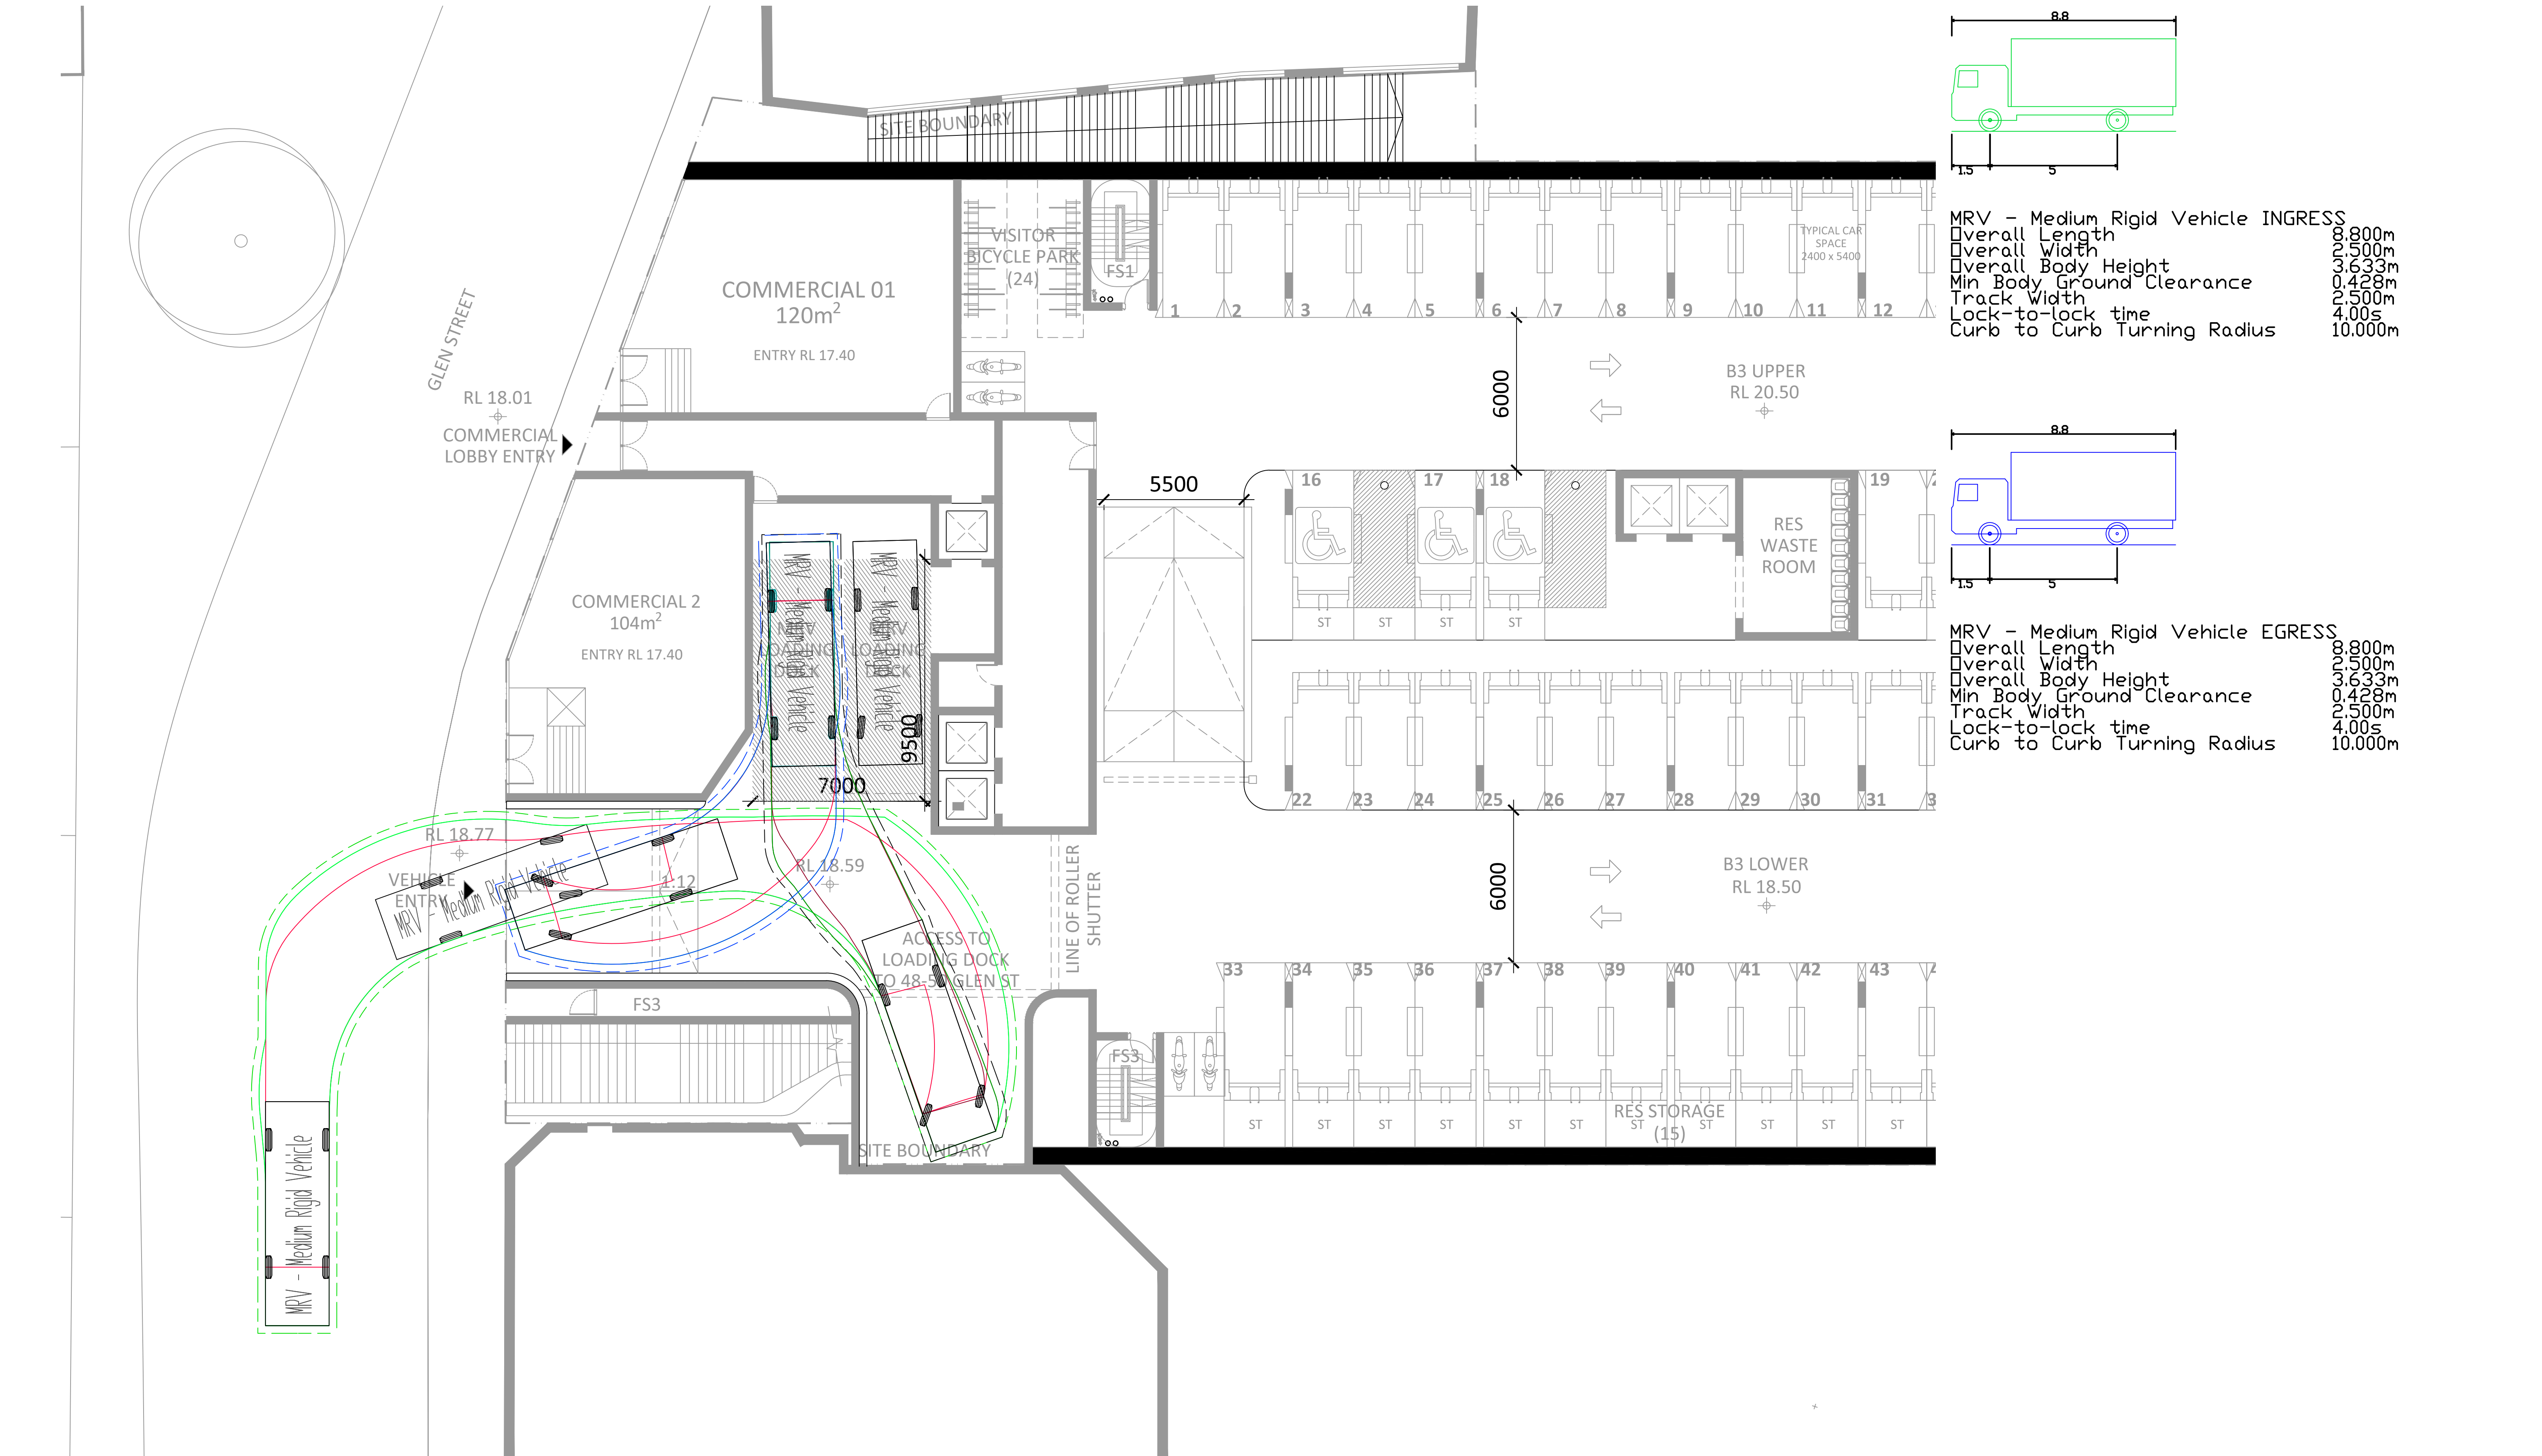 SITE BOUNDARY
VISITOR
BICYCLE PARK
(24)
FS1
COMMERCIAL 01
120m²
ENTRY RL 17.40
TYPICAL CAR
SPACE
2400 x 5400
1 2 3 4 5 6 7 8 9 10 11 12
GLEN STREET
RL 18.01
COMMERCIAL
LOBBY ENTRY
6000
B3 UPPER
RL 20.50
5500
16 17 18 19
RES
WASTE
ROOM
ST ST ST ST
COMMERCIAL 2
104m²
ENTRY RL 17.40
MRV - Medium Rigid Vehicle
MRV - Medium Rigid Vehicle
MRV
LOADING
DOCK
MRV
LOADING
DOCK
9500
7000
22 23 24 25 26 27 28 29 30 31
RL 18.77
VEHICLE
ENTRY
MRV - Medium Rigid Vehicle
1:12
RL 18.59
LINE OF ROLLER
SHUTTER
6000
B3 LOWER
RL 18.50
ACCESS TO
LOADING DOCK
TO 48-50 GLEN ST
33 34 35 36 37 38 39 40 41 42 43
FS3
FS3
RES STORAGE
(15)
ST ST ST ST ST ST ST ST ST ST ST
SITE BOUNDARY
MRV - Medium Rigid Vehicle
8.8
1.5 5
MRV - Medium Rigid Vehicle INGRESS
Overall Length 8.800m
Overall Width 2.500m
Overall Body Height 3.633m
Min Body Ground Clearance 0.428m
Track Width 2.500m
Lock-to-lock time 4.00s
Curb to Curb Turning Radius 10.000m
8.8
1.5 5
MRV - Medium Rigid Vehicle EGRESS
Overall Length 8.800m
Overall Width 2.500m
Overall Body Height 3.633m
Min Body Ground Clearance 0.428m
Track Width 2.500m
Lock-to-lock time 4.00s
Curb to Curb Turning Radius 10.000m